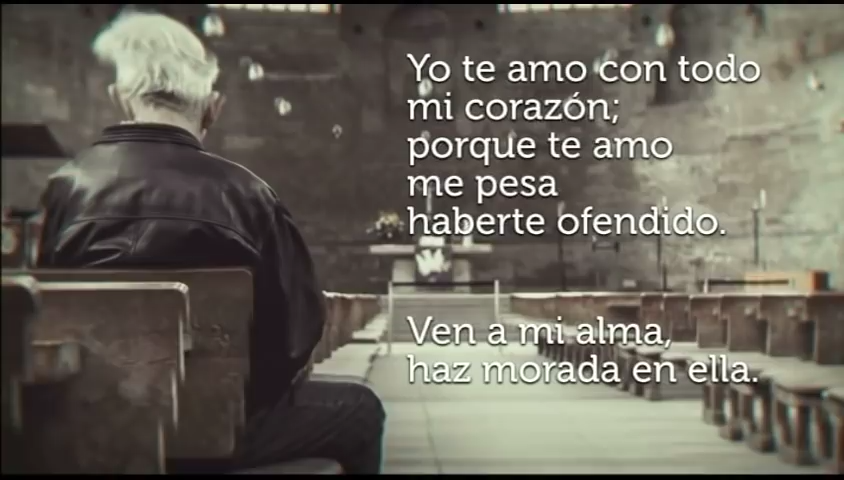 Yo te amo con todo
mi corazón;
porque te amo
me pesa
haberte ofendido.
Ven a mi alma,
haz morada en ella.